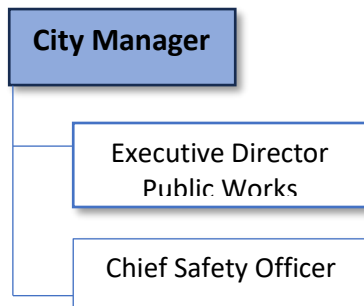 City Manager
Executive Director
Public Works
Chief Safety Officer